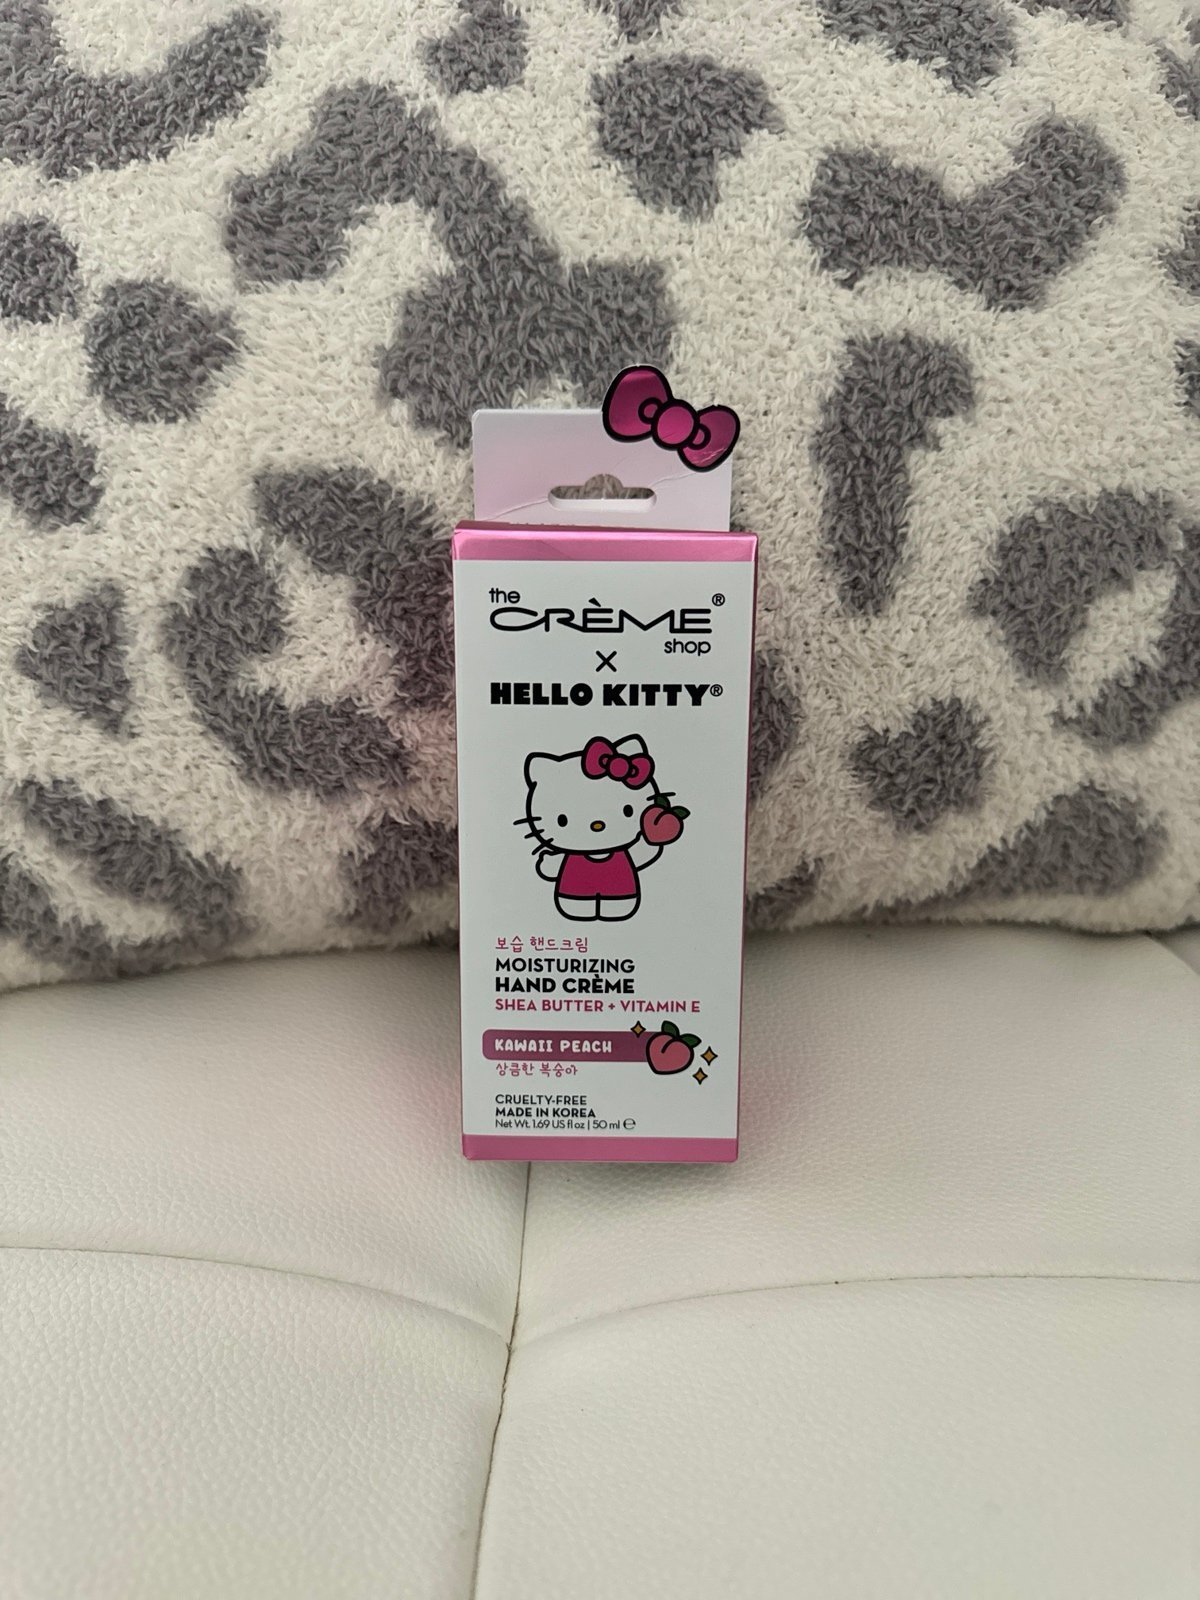 the
CRÈME®
shop
×
HELLO KITTY®
보습 핸드크림
MOISTURIZING
HAND CRÈME
SHEA BUTTER + VITAMIN E
KAWAII PEACH
상큼한 복숭아
CRUELTY-FREE
MADE IN KOREA
Net Wt. 1.69 US fl oz | 50 ml ℮